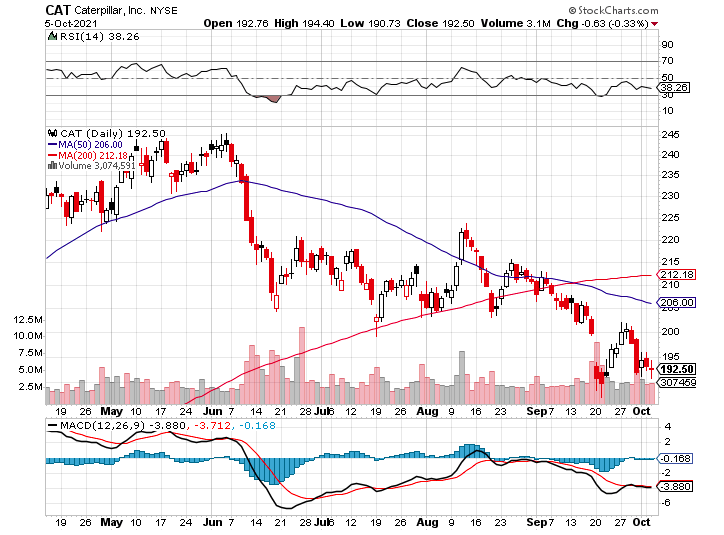 CAT Caterpillar, Inc. NYSE © StockCharts.com
5-Oct-2021 Open 192.76 High 194.40 Low 190.73 Close 192.50 Volume 3.1M Chg -0.63 (-0.33%)
RSI(14) 38.26
90
70
50
38.26
30
10
CAT (Daily) 192.50
MA(50) 206.00
MA(200) 212.18
Volume 3,074,591
245
240
235
230
225
220
215
212.18
210
206.00
205
200
195
192.50
307459
12.5M
10.0M
7.5M
5.0M
2.5M
19 26 May 10 17 24 Jun 7 14 21 28 Jul 6 12 19 26 Aug 9 16 23 Sep 7 13 20 27 Oct
MACD(12,26,9) -3.880, -3.712, -0.168
4
2
-0.168
-2
-3.880
-6
19 26 May 10 17 24 Jun 7 14 21 28 Jul 6 12 19 26 Aug 9 16 23 Sep 7 13 20 27 Oct